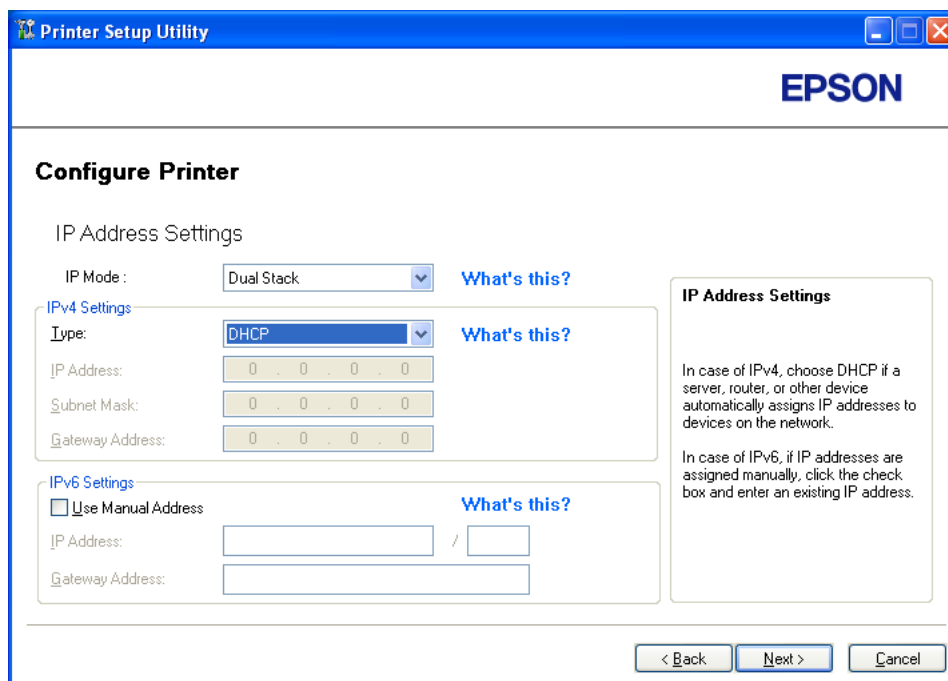 Printer Setup Utility
EPSON
Configure Printer
IP Address Settings
IP Mode :
Dual Stack
What's this?
IPv4 Settings
Type:
DHCP
What's this?
IP Address:
0 . 0 . 0 . 0
Subnet Mask:
0 . 0 . 0 . 0
Gateway Address:
0 . 0 . 0 . 0
IPv6 Settings
Use Manual Address
What's this?
IP Address:
/
Gateway Address:
IP Address Settings
In case of IPv4, choose DHCP if a
server, router, or other device
automatically assigns IP addresses to
devices on the network.
In case of IPv6, if IP addresses are
assigned manually, click the check
box and enter an existing IP address.
< Back
Next >
Cancel